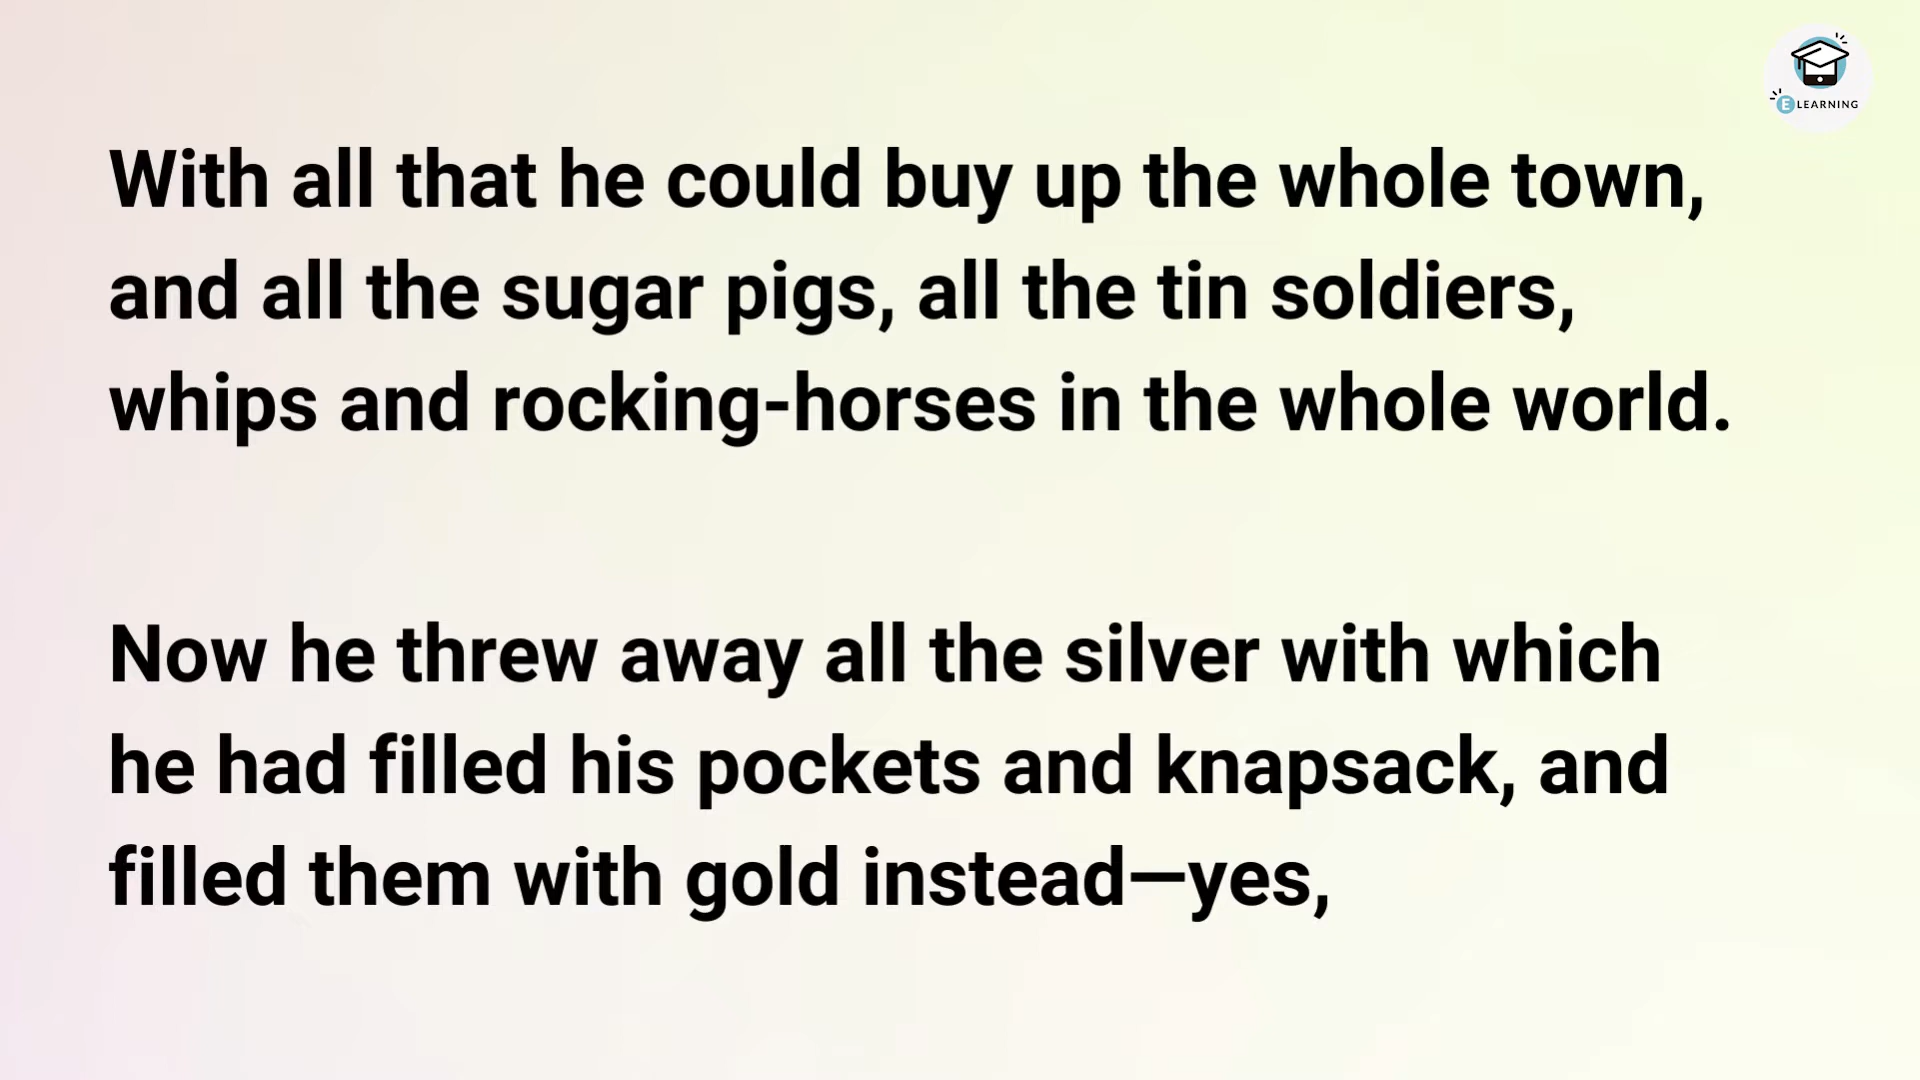 E LEARNING
With all that he could buy up the whole town,
and all the sugar pigs, all the tin soldiers,
whips and rocking-horses in the whole world.
Now he threw away all the silver with which
he had filled his pockets and knapsack, and
filled them with gold instead—yes,